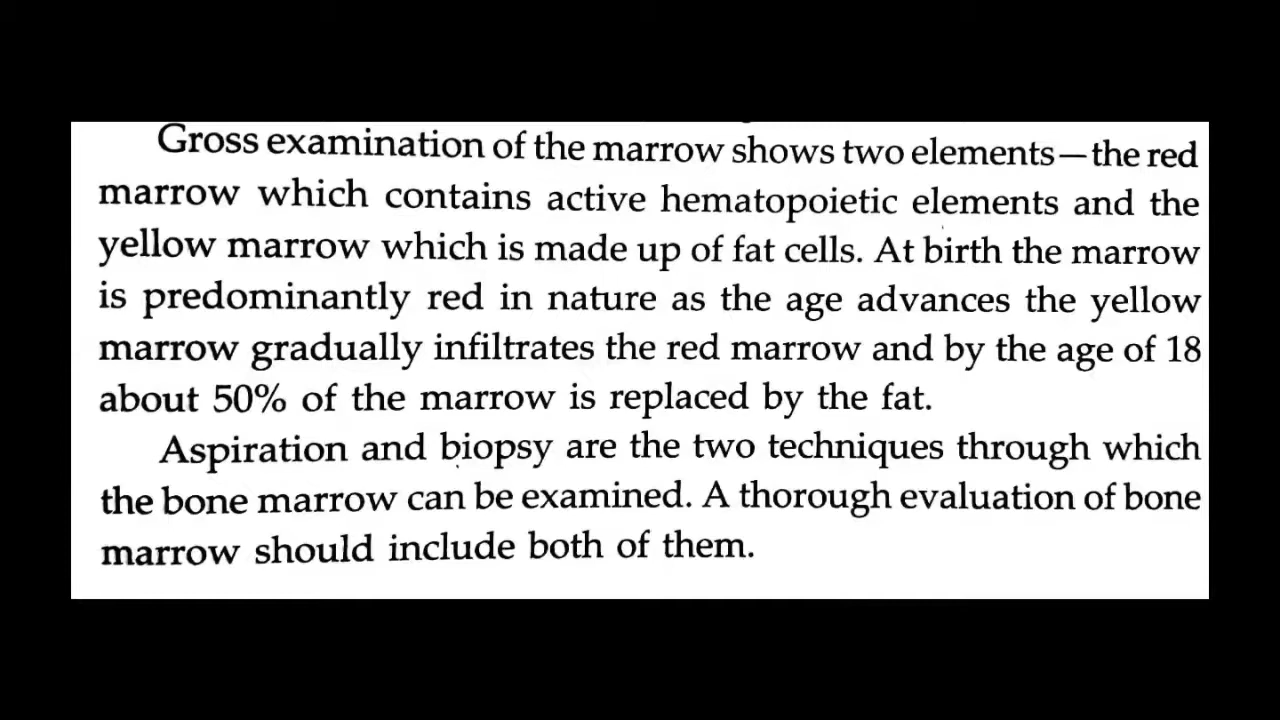 Gross examination of the marrow shows two elements—the red
marrow which contains active hematopoietic elements and the
yellow marrow which is made up of fat cells. At birth the marrow
is predominantly red in nature as the age advances the yellow
marrow gradually infiltrates the red marrow and by the age of 18
about 50% of the marrow is replaced by the fat.
Aspiration and biopsy are the two techniques through which
the bone marrow can be examined. A thorough evaluation of bone
marrow should include both of them.